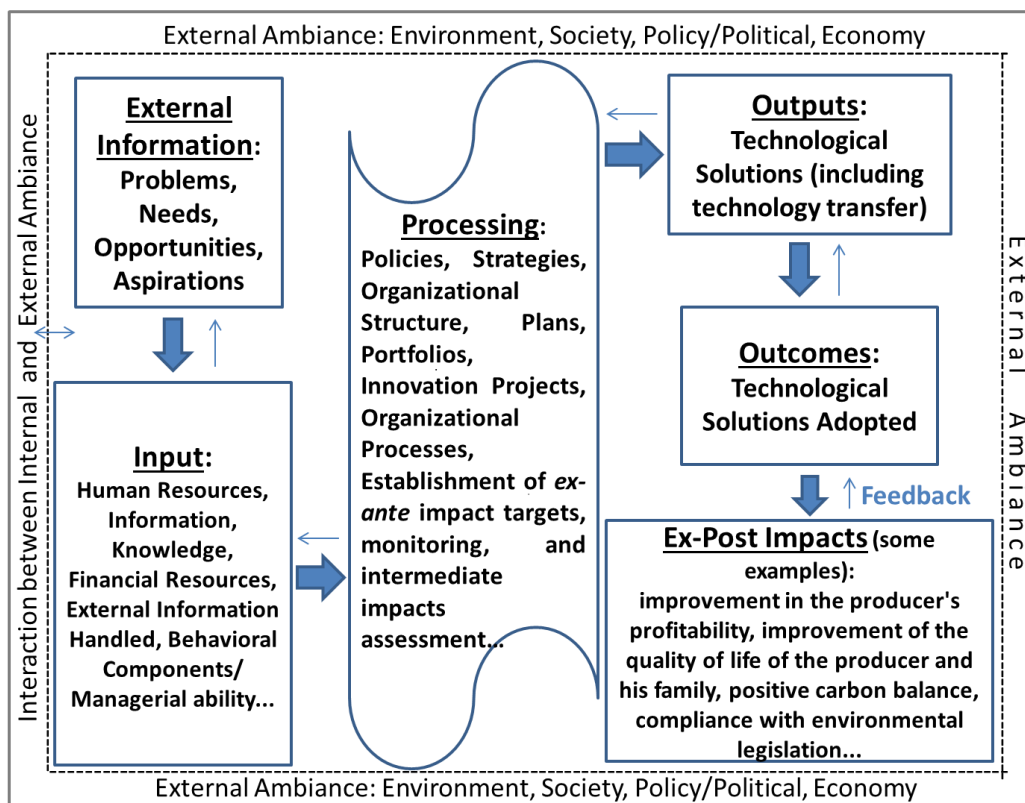 External Ambiance: Environment, Society, Policy/Political, Economy
Interaction between Internal and External Ambiance
External
Information:
Problems,
Needs,
Opportunities,
Aspirations
Input:
Human Resources,
Information,
Knowledge,
Financial Resources,
External Information
Handled, Behavioral
Components/
Managerial ability...
Processing:
Policies, Strategies,
Organizational
Structure, Plans,
Portfolios,
Innovation Projects,
Organizational
Processes,
Establishment of ex-
ante impact targets,
monitoring, and
intermediate
impacts
assessment...
Outputs:
Technological
Solutions (including
technology transfer)
Outcomes:
Technological
Solutions Adopted
Feedback
Ex-Post Impacts (some
examples):
improvement in the producer's
profitability, improvement of the
quality of life of the producer and
his family, positive carbon balance,
compliance with environmental
legislation...
External Ambiance
External Ambiance: Environment, Society, Policy/Political, Economy